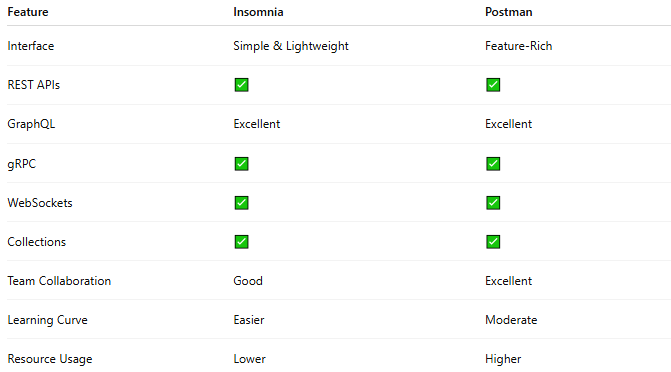 Feature Insomnia Postman
Interface Simple & Lightweight Feature-Rich
REST APIs ✅ ✅
GraphQL Excellent Excellent
gRPC ✅ ✅
WebSockets ✅ ✅
Collections ✅ ✅
Team Collaboration Good Excellent
Learning Curve Easier Moderate
Resource Usage Lower Higher